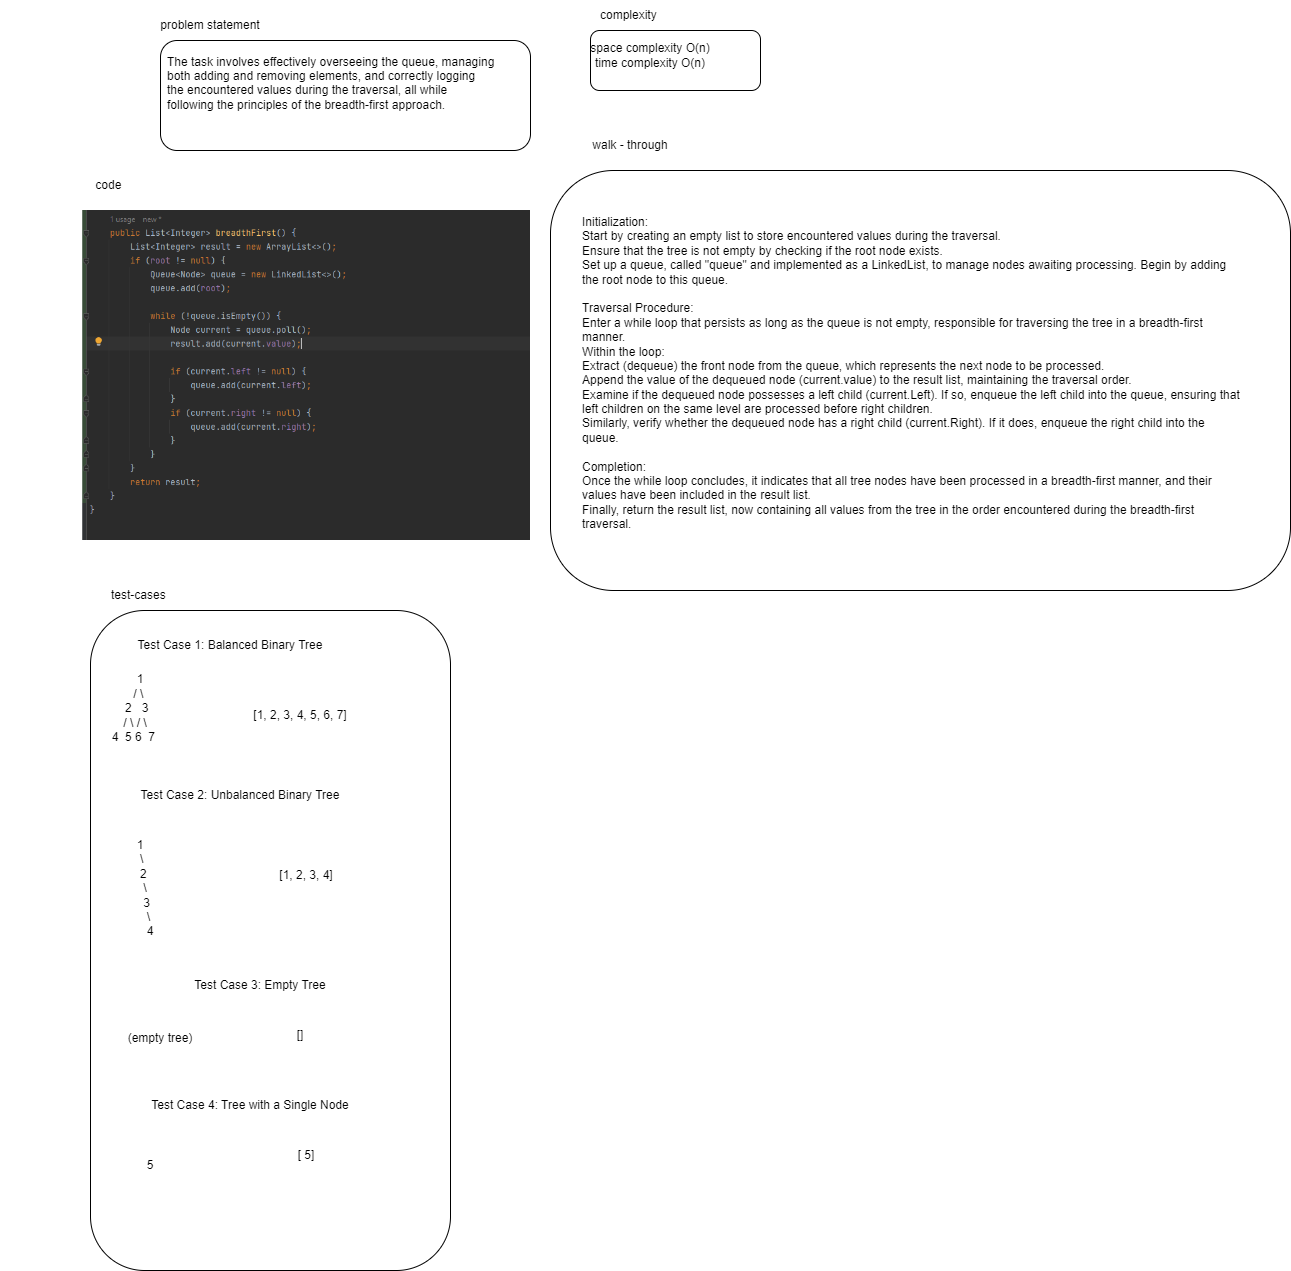 problem statement
The task involves effectively overseeing the queue, managing
both adding and removing elements, and correctly logging
the encountered values during the traversal, all while
following the principles of the breadth-first approach.
complexity
space complexity O(n)
time complexity O(n)
walk - through
Initialization:
Start by creating an empty list to store encountered values during the traversal.
Ensure that the tree is not empty by checking if the root node exists.
Set up a queue, called "queue" and implemented as a LinkedList, to manage nodes awaiting processing. Begin by adding
the root node to this queue.
Traversal Procedure:
Enter a while loop that persists as long as the queue is not empty, responsible for traversing the tree in a breadth-first
manner.
Within the loop:
Extract (dequeue) the front node from the queue, which represents the next node to be processed.
Append the value of the dequeued node (current.value) to the result list, maintaining the traversal order.
Examine if the dequeued node possesses a left child (current.Left). If so, enqueue the left child into the queue, ensuring that
left children on the same level are processed before right children.
Similarly, verify whether the dequeued node has a right child (current.Right). If it does, enqueue the right child into the
queue.
Completion:
Once the while loop concludes, it indicates that all tree nodes have been processed in a breadth-first manner, and their
values have been included in the result list.
Finally, return the result list, now containing all values from the tree in the order encountered during the breadth-first
traversal.
code
1 usage new *
public List<Integer> breadthFirst() {
List<Integer> result = new ArrayList<>();
if (root != null) {
Queue<Node> queue = new LinkedList<>();
queue.add(root);
while (!queue.isEmpty()) {
Node current = queue.poll();
result.add(current.value);
if (current.left != null) {
queue.add(current.left);
}
if (current.right != null) {
queue.add(current.right);
}
}
}
return result;
}
}
test-cases
Test Case 1: Balanced Binary Tree
1
/ \
2 3
/ \ / \
4 5 6 7
[1, 2, 3, 4, 5, 6, 7]
Test Case 2: Unbalanced Binary Tree
1
\
2
\
3
\
4
[1, 2, 3, 4]
Test Case 3: Empty Tree
(empty tree)
[]
Test Case 4: Tree with a Single Node
5
[ 5]